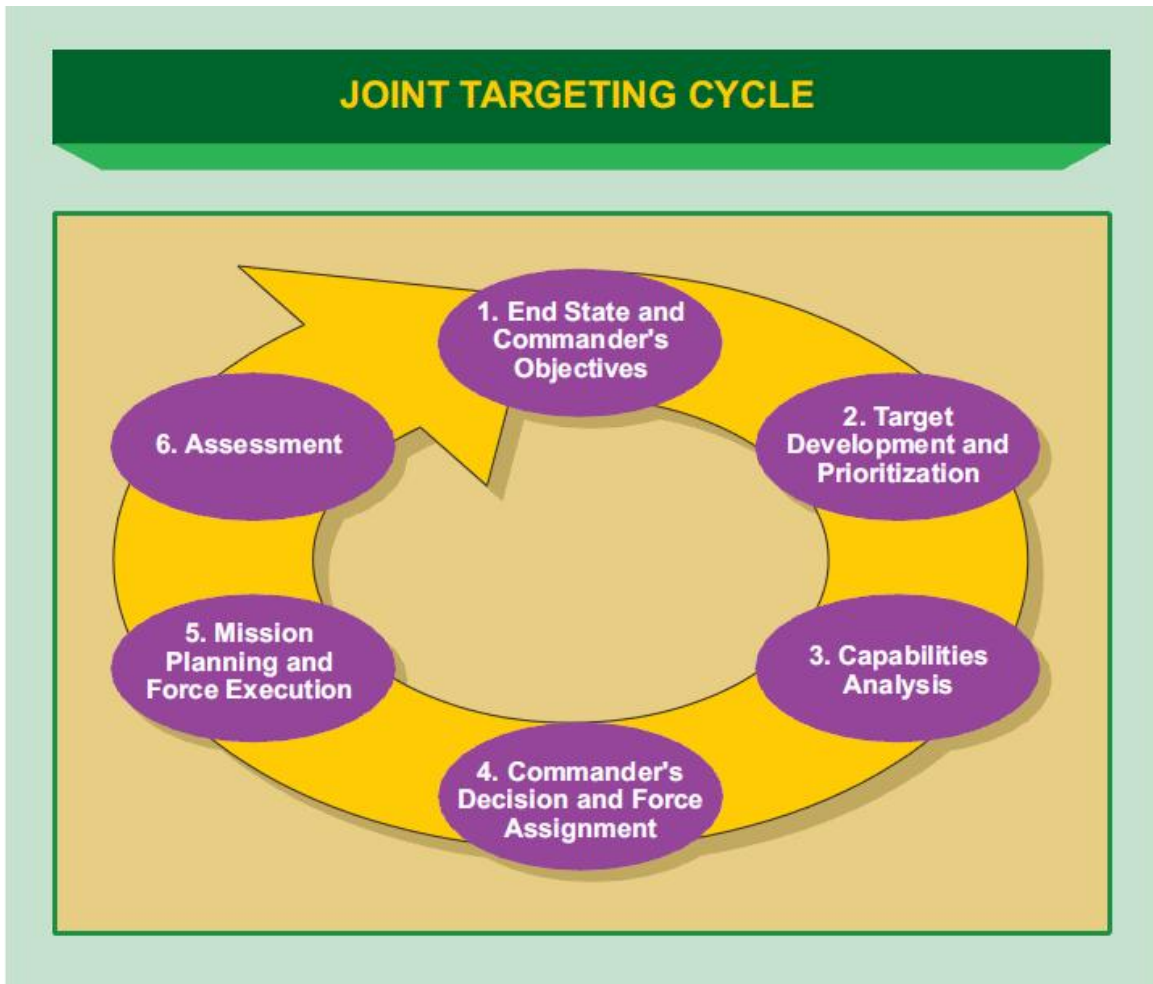 JOINT TARGETING CYCLE
1. End State and
Commander's
Objectives
2. Target
Development and
Prioritization
3. Capabilities
Analysis
4. Commander's
Decision and Force
Assignment
5. Mission
Planning and
Force Execution
6. Assessment